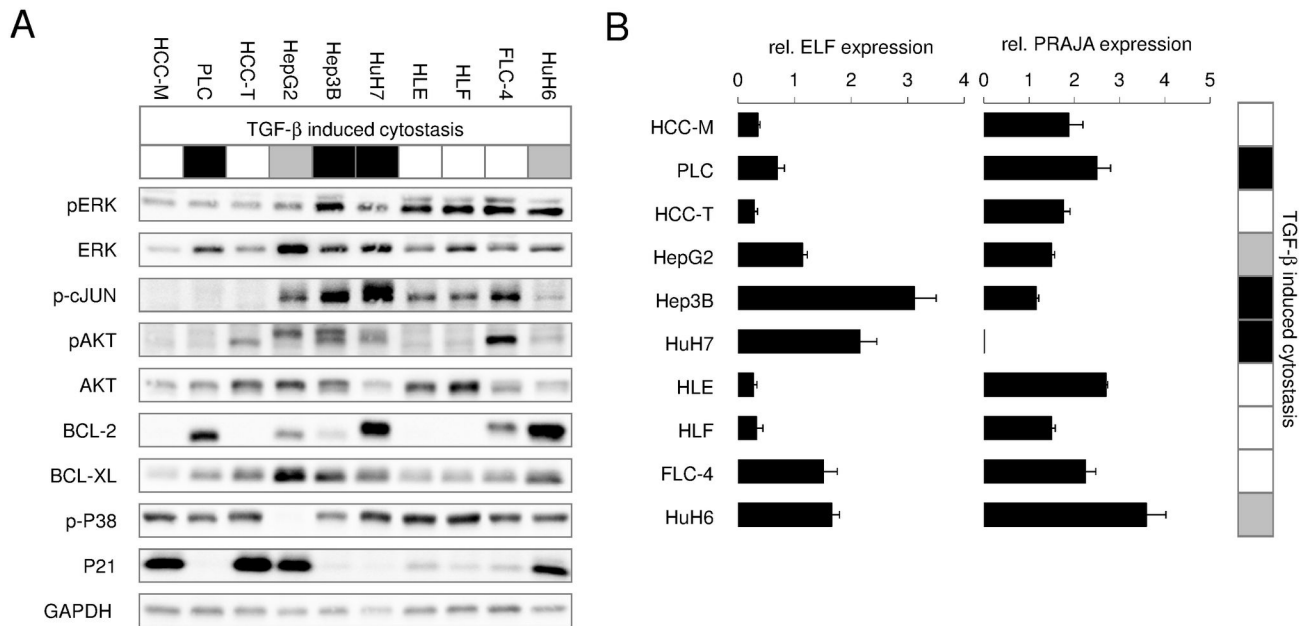 A
HCC-M PLC HCC-T HepG2 Hep3B HuH7 HLE HLF FLC-4 HuH6
TGF-β induced cytostasis
pERK
ERK
p-cJUN
pAKT
AKT
BCL-2
BCL-XL
p-P38
P21
GAPDH
B
rel. ELF expression rel. PRAJA expression
0 1 2 3 4 0 1 2 3 4 5
HCC-M
PLC
HCC-T
HepG2
Hep3B
HuH7
HLE
HLF
FLC-4
HuH6
TGF-β induced cytostasis